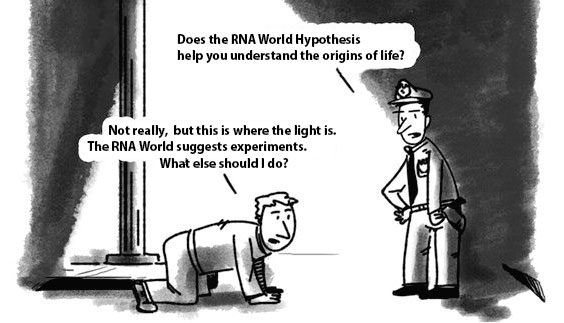 Does the RNA World Hypothesis
help you understand the origins of life?
Not really, but this is where the light is.
The RNA World suggests experiments.
What else should I do?